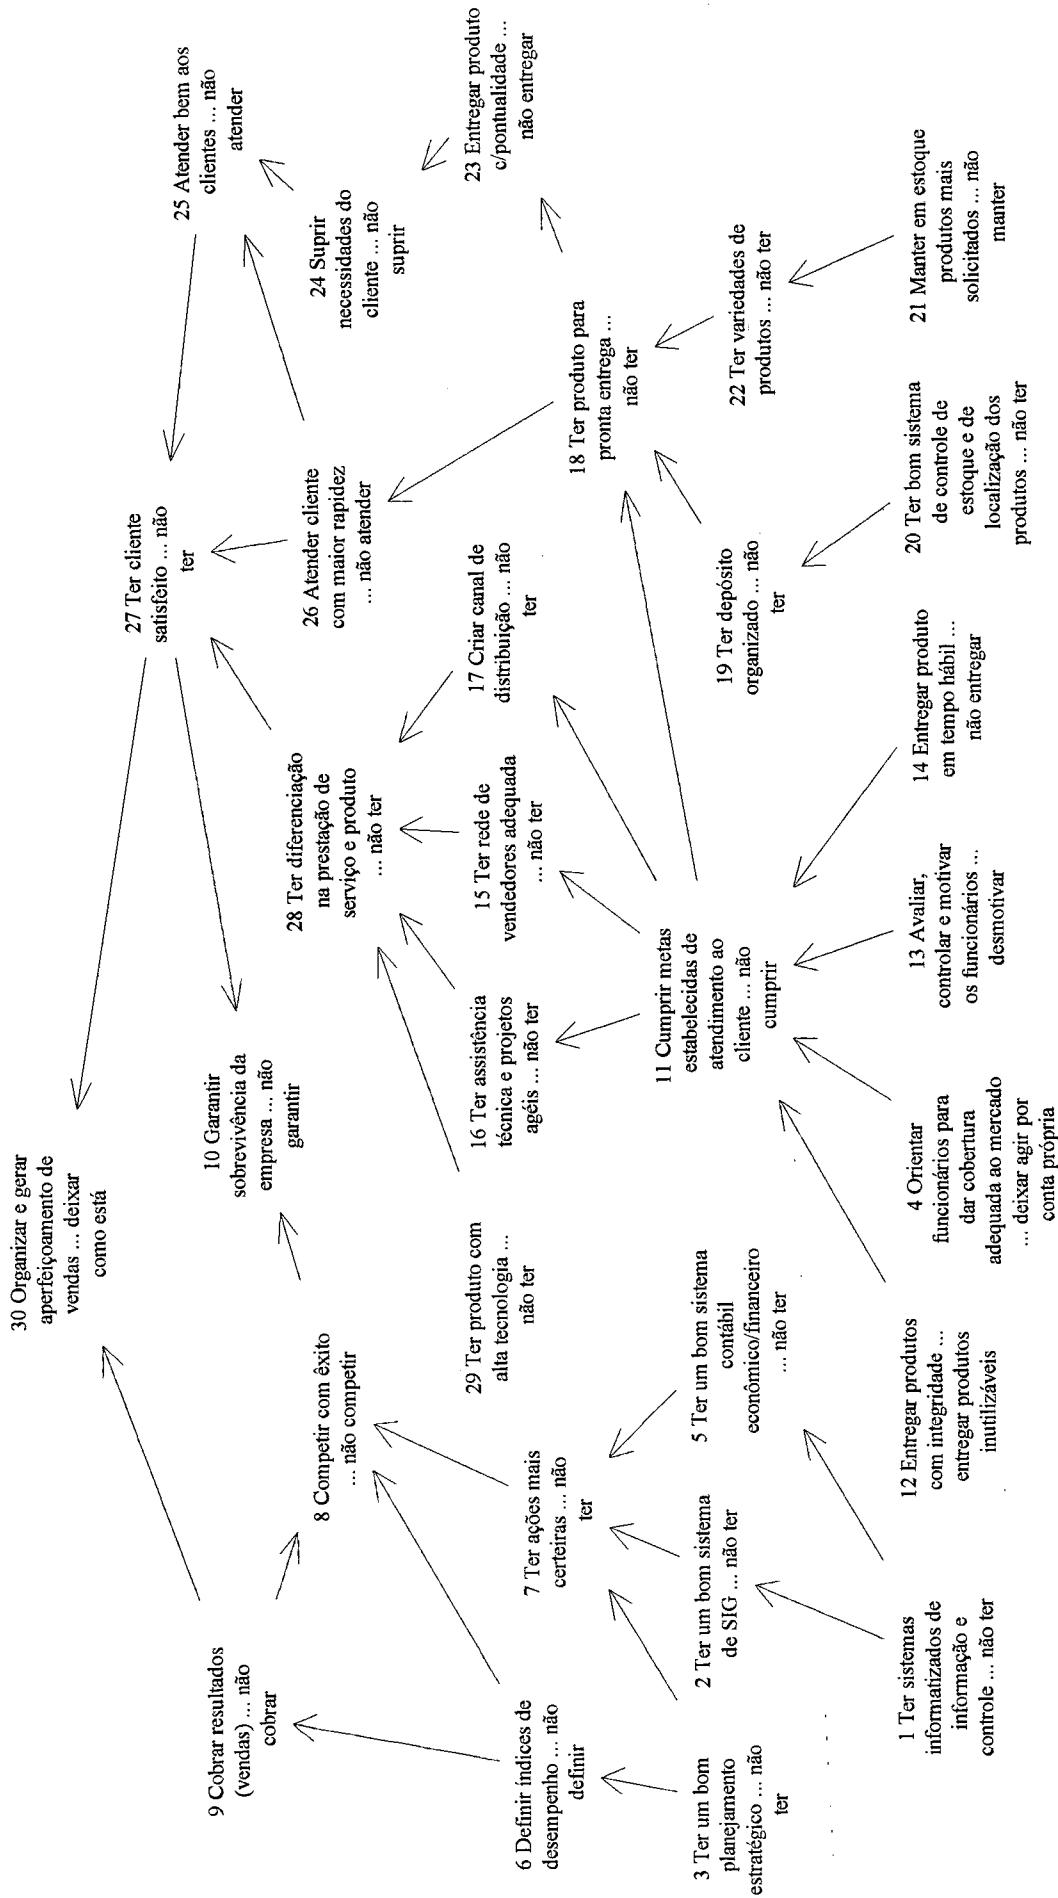 30 Organizar e gerar
aperfeiçoamento de
vendas ... deixar
como está
27 Ter cliente
satisfeito ... não
ter
25 Atender bem aos
clientes ... não
atender
9 Cobrar resultados
(vendas) ... não
cobrar
10 Garantir
sobrevivência da
empresa ... não
garantir
8 Competir com êxito
... não competir
28 Ter diferenciação
na prestação de
serviço e produto
... não ter
26 Atender cliente
com maior rapidez
... não atender
24 Suprir
necessidades do
cliente ... não
suprir
6 Definir índices de
desempenho ... não
definir
7 Ter ações mais
certeiras ... não
ter
29 Ter produto com
alta tecnologia ...
não ter
16 Ter assistência
técnica e projetos
agéis ... não ter
15 Ter rede de
vendedores adequada
... não ter
17 Criar canal de
distribuição ... não
ter
18 Ter produto para
pronta entrega ...
não ter
23 Entregar produto
c/pontualidade ...
não entregar
3 Ter um bom
planejamento
estratégico ... não
ter
2 Ter um bom sistema
de SIG ... não ter
5 Ter um bom sistema
contábil
econômico/financeiro
... não ter
11 Cumprir metas
estabelecidas de
atendimento ao
cliente ... não
cumprir
19 Ter depósito
organizado ... não
ter
22 Ter variedades de
produtos ... não ter
1 Ter sistemas
informatizados de
informação e
controle ... não ter
12 Entregar produtos
com integridade ...
entregar produtos
inutilizáveis
4 Orientar
funcionários para
dar cobertura
adequada ao mercado
... deixar agir por
conta própria
13 Avaliar,
controlar e motivar
os funcionários ...
desmotivar
14 Entregar produto
em tempo hábil ...
não entregar
20 Ter bom sistema
de controle de
estoque e de
localização dos
produtos ... não ter
21 Manter em estoque
produtos mais
solicitados ... não
manter